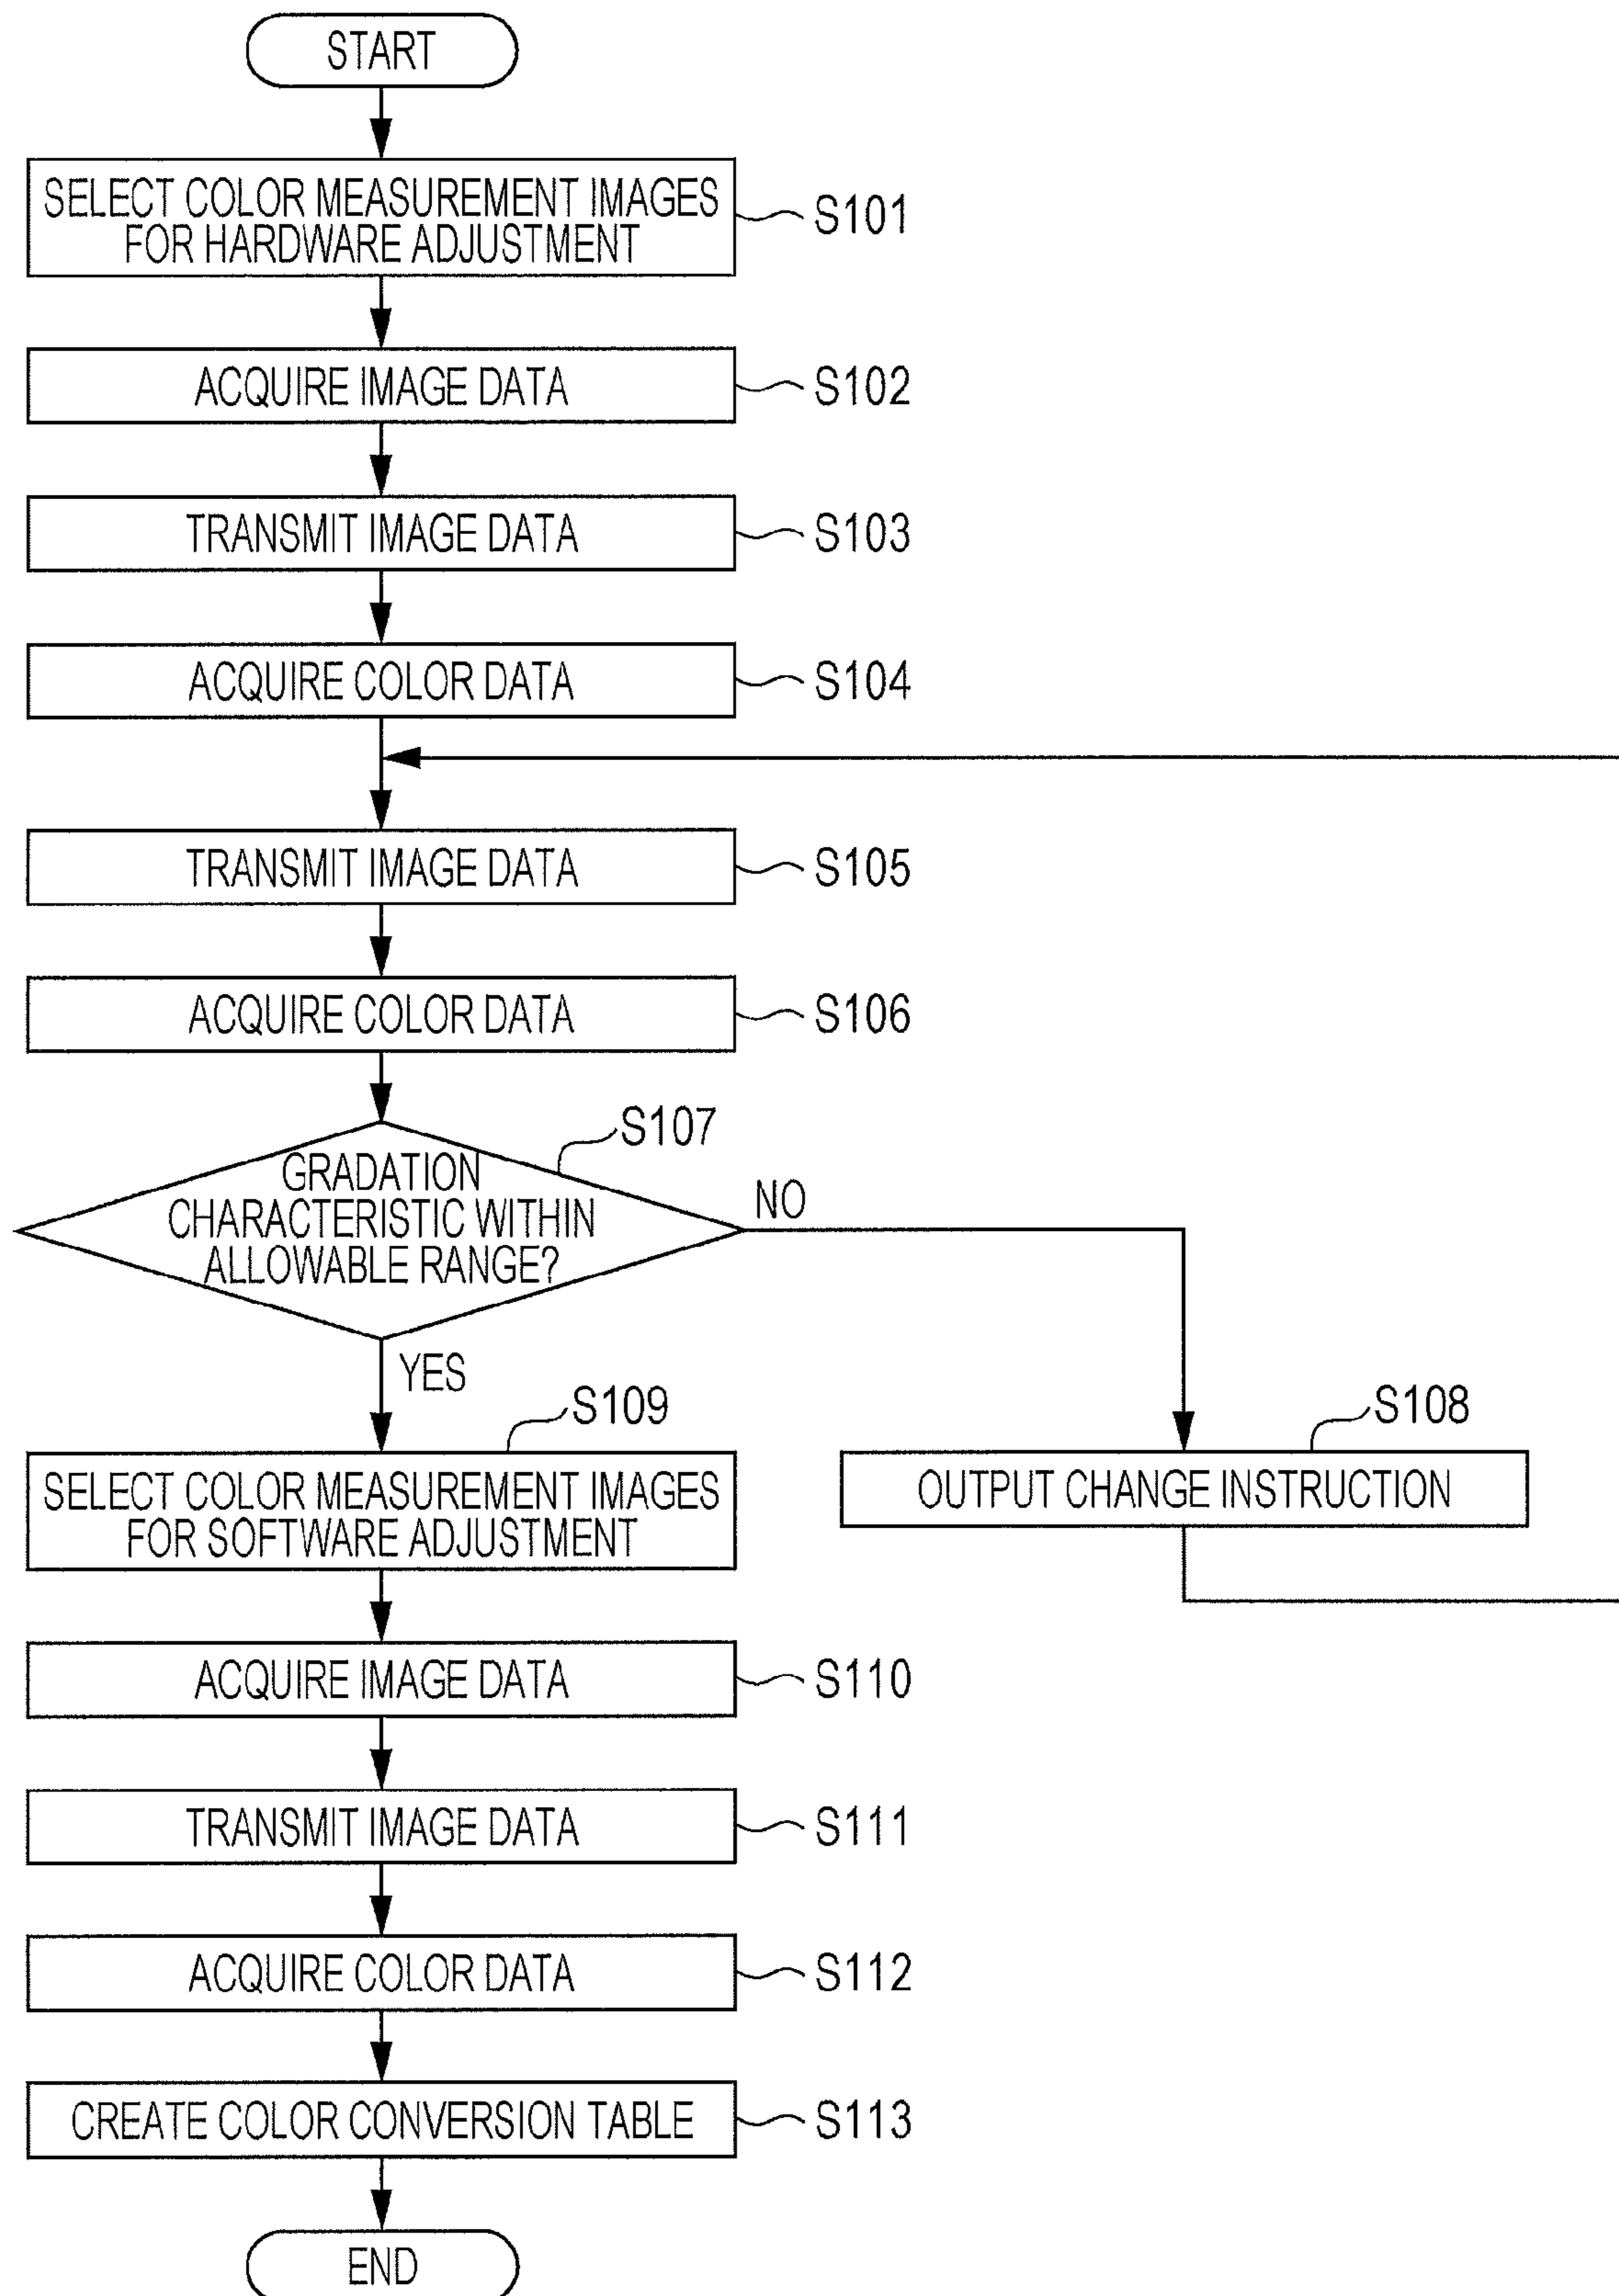 START
SELECT COLOR MEASUREMENT IMAGES
FOR HARDWARE ADJUSTMENT
S101
ACQUIRE IMAGE DATA
S102
TRANSMIT IMAGE DATA
S103
ACQUIRE COLOR DATA
S104
TRANSMIT IMAGE DATA
S105
ACQUIRE COLOR DATA
S106
S107
GRADATION
CHARACTERISTIC WITHIN
ALLOWABLE RANGE?
NO
YES
S109
SELECT COLOR MEASUREMENT IMAGES
FOR SOFTWARE ADJUSTMENT
S108
OUTPUT CHANGE INSTRUCTION
ACQUIRE IMAGE DATA
S110
TRANSMIT IMAGE DATA
S111
ACQUIRE COLOR DATA
S112
CREATE COLOR CONVERSION TABLE
S113
END